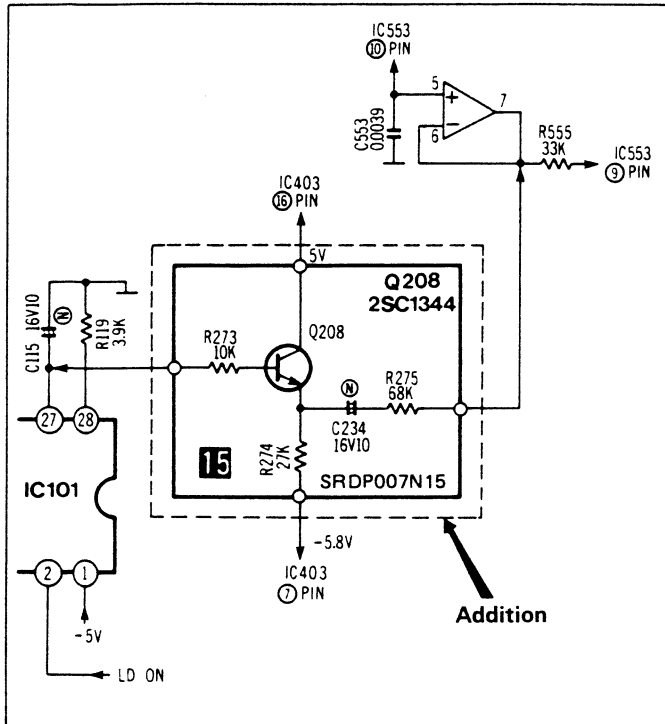 IC553
⑩ PIN
5
7
+
−
6
C553
0.0039
R555
33K
IC553
⑨ PIN
IC403
⑯ PIN
5V
Q208
2SC1344
C115 16V10
N
R119
3.9K
R273
10K
Q208
N
R275
68K
C234
16V10
R274
27K
27
28
15
SRDP007N15
IC101
-5.8V
2
1
IC403
⑦ PIN
Addition
-5V
LD ON